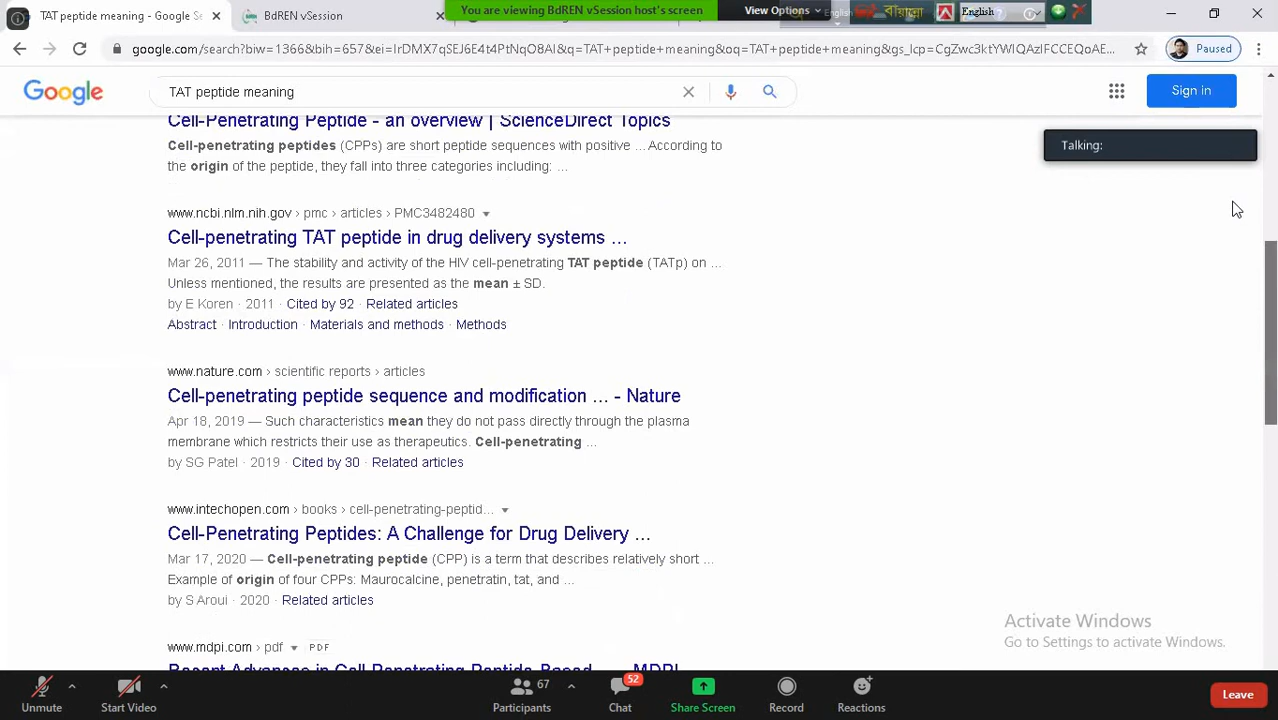 TAT peptide meaning - Google S
BdREN vSession
You are viewing BdREN vSession host's screen
View Options
English
English
google.com/search?biw=1366&bih=657&ei=IrDMX7qSEJ6E4t4PtNqO8AI&q=TAT+peptide+meaning&oq=TAT+peptide+meaning&gs_lcp=CgZwc3ktYWIQAzIFCCEQoAE...
Paused
Google
TAT peptide meaning
Sign in
Cell-Penetrating Peptide - an overview | ScienceDirect Topics
Cell-penetrating peptides (CPPs) are short peptide sequences with positive ... According to
the origin of the peptide, they fall into three categories including: ...
Talking:
www.ncbi.nlm.nih.gov › pmc › articles › PMC3482480
Cell-penetrating TAT peptide in drug delivery systems ...
Mar 26, 2011 — The stability and activity of the HIV cell-penetrating TAT peptide (TATp) on ...
Unless mentioned, the results are presented as the mean ± SD.
by E Koren · 2011 · Cited by 92 · Related articles
Abstract · Introduction · Materials and methods · Methods
www.nature.com › scientific reports › articles
Cell-penetrating peptide sequence and modification ... - Nature
Apr 18, 2019 — Such characteristics mean they do not pass directly through the plasma
membrane which restricts their use as therapeutics. Cell-penetrating ...
by SG Patel · 2019 · Cited by 30 · Related articles
www.intechopen.com › books › cell-penetrating-peptid...
Cell-Penetrating Peptides: A Challenge for Drug Delivery ...
Mar 17, 2020 — Cell-penetrating peptide (CPP) is a term that describes relatively short ...
Example of origin of four CPPs: Maurocalcine, penetratin, tat, and ...
by S Aroui · 2020 · Related articles
www.mdpi.com › pdf PDF
Recent Advances in Cell Penetrating Peptide-Based ... - MDPI
Activate Windows
Go to Settings to activate Windows.
Unmute
Start Video
67
Participants
52
Chat
Share Screen
Record
Reactions
Leave